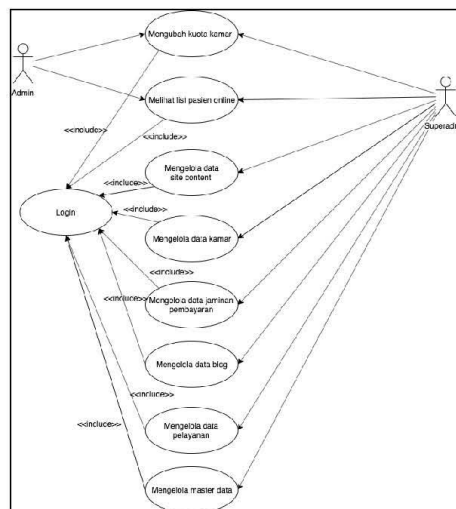 Mengubah kuota kamar
Admin
Melihat list pasien online
Superadm
<<include>>
<<include>>
Mengelola data
site content
<<include>>
Login
<<include>>
Mengelola data kamar
<<include>>
Mengelola data jaminan
pembayaran
<<include>>
Mengelola data blog
<<include>>
Mengelola data
pelayanan
<<include>>
Mengelola master data